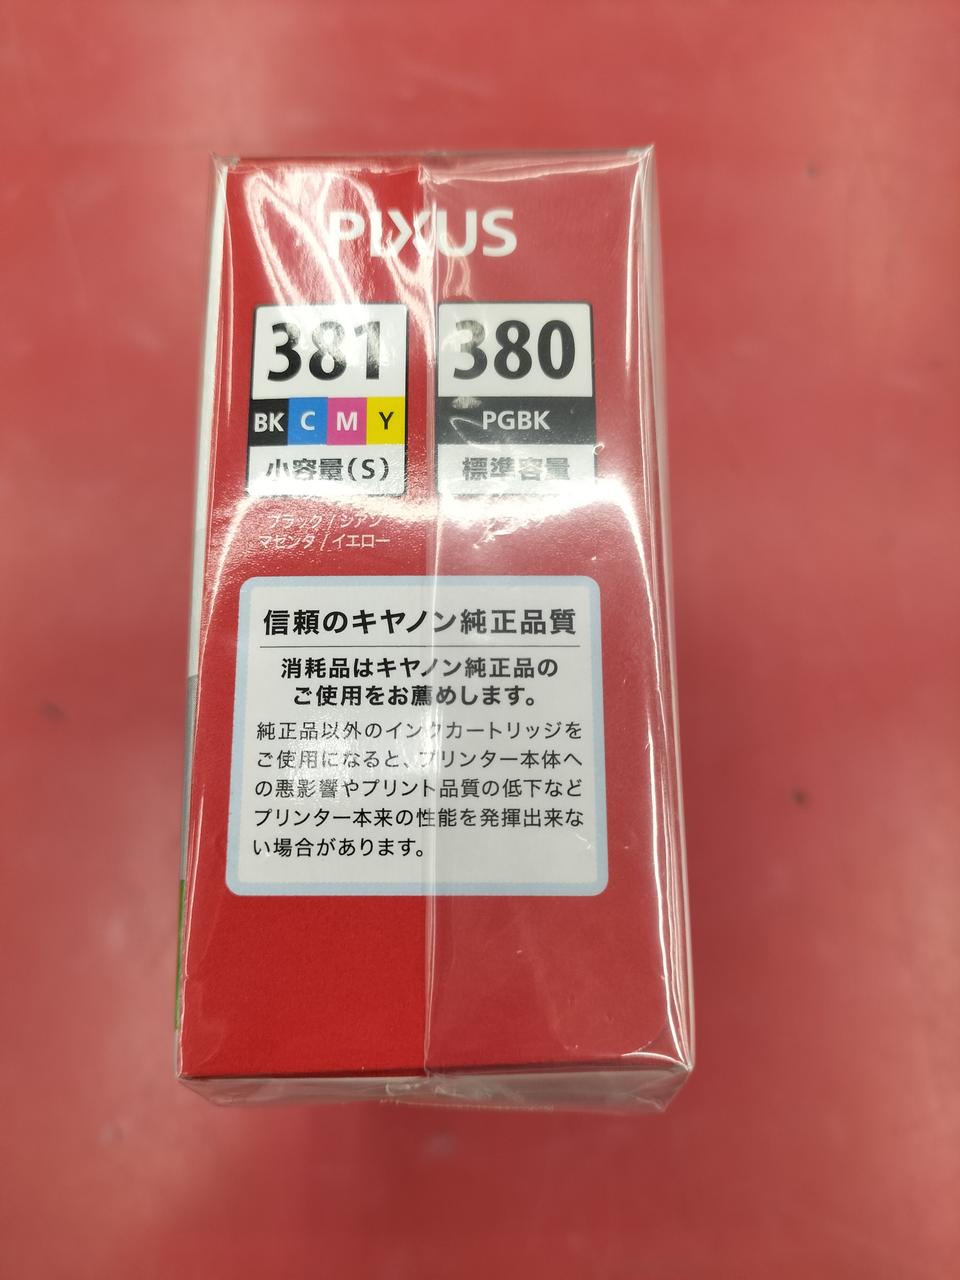 PIXUS
381
BK C M Y
小容量(S)
ブラック / シアン
マゼンタ / イエロー
380
PGBK
標準容量
信頼のキヤノン純正品質
消耗品はキヤノン純正品の
ご使用をお薦めします。
純正品以外のインクカートリッジを
ご使用になると、プリンター本体へ
の悪影響やプリント品質の低下など
プリンター本来の性能を発揮出来な
い場合があります。